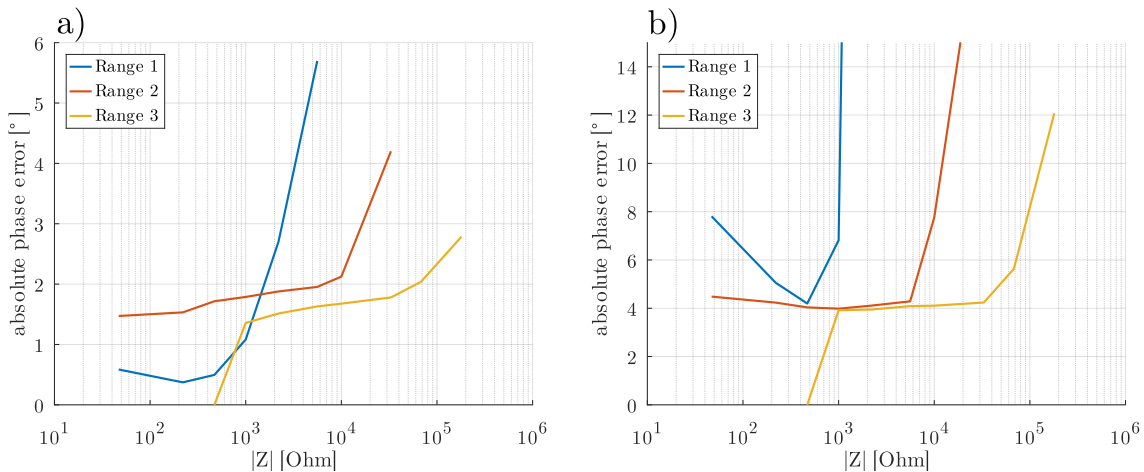 a)
absolute phase error [°]
6
5
4
3
2
1
0
Range 1
Range 2
Range 3
10^1 10^2 10^3 10^4 10^5 10^6
|Z| [Ohm]
b)
absolute phase error [°]
14
12
10
8
6
4
2
0
Range 1
Range 2
Range 3
10^1 10^2 10^3 10^4 10^5 10^6
|Z| [Ohm]